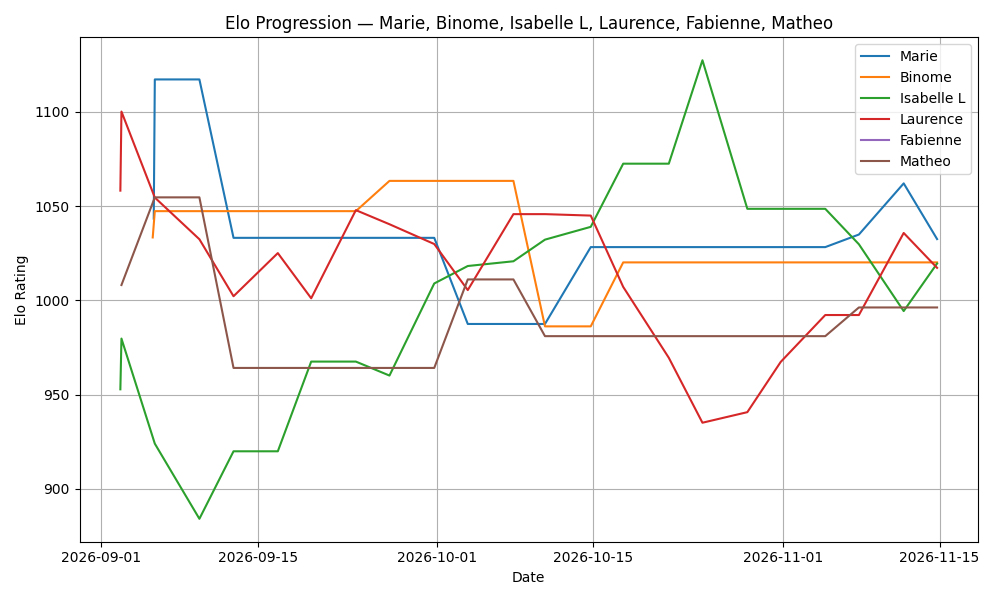 Elo Progression — Marie, Binome, Isabelle L, Laurence, Fabienne, Matheo
Marie
Binome
Isabelle L
Laurence
Fabienne
Matheo
Elo Rating
1100
1050
1000
950
900
2026-09-01
2026-09-15
2026-10-01
2026-10-15
2026-11-01
2026-11-15
Date